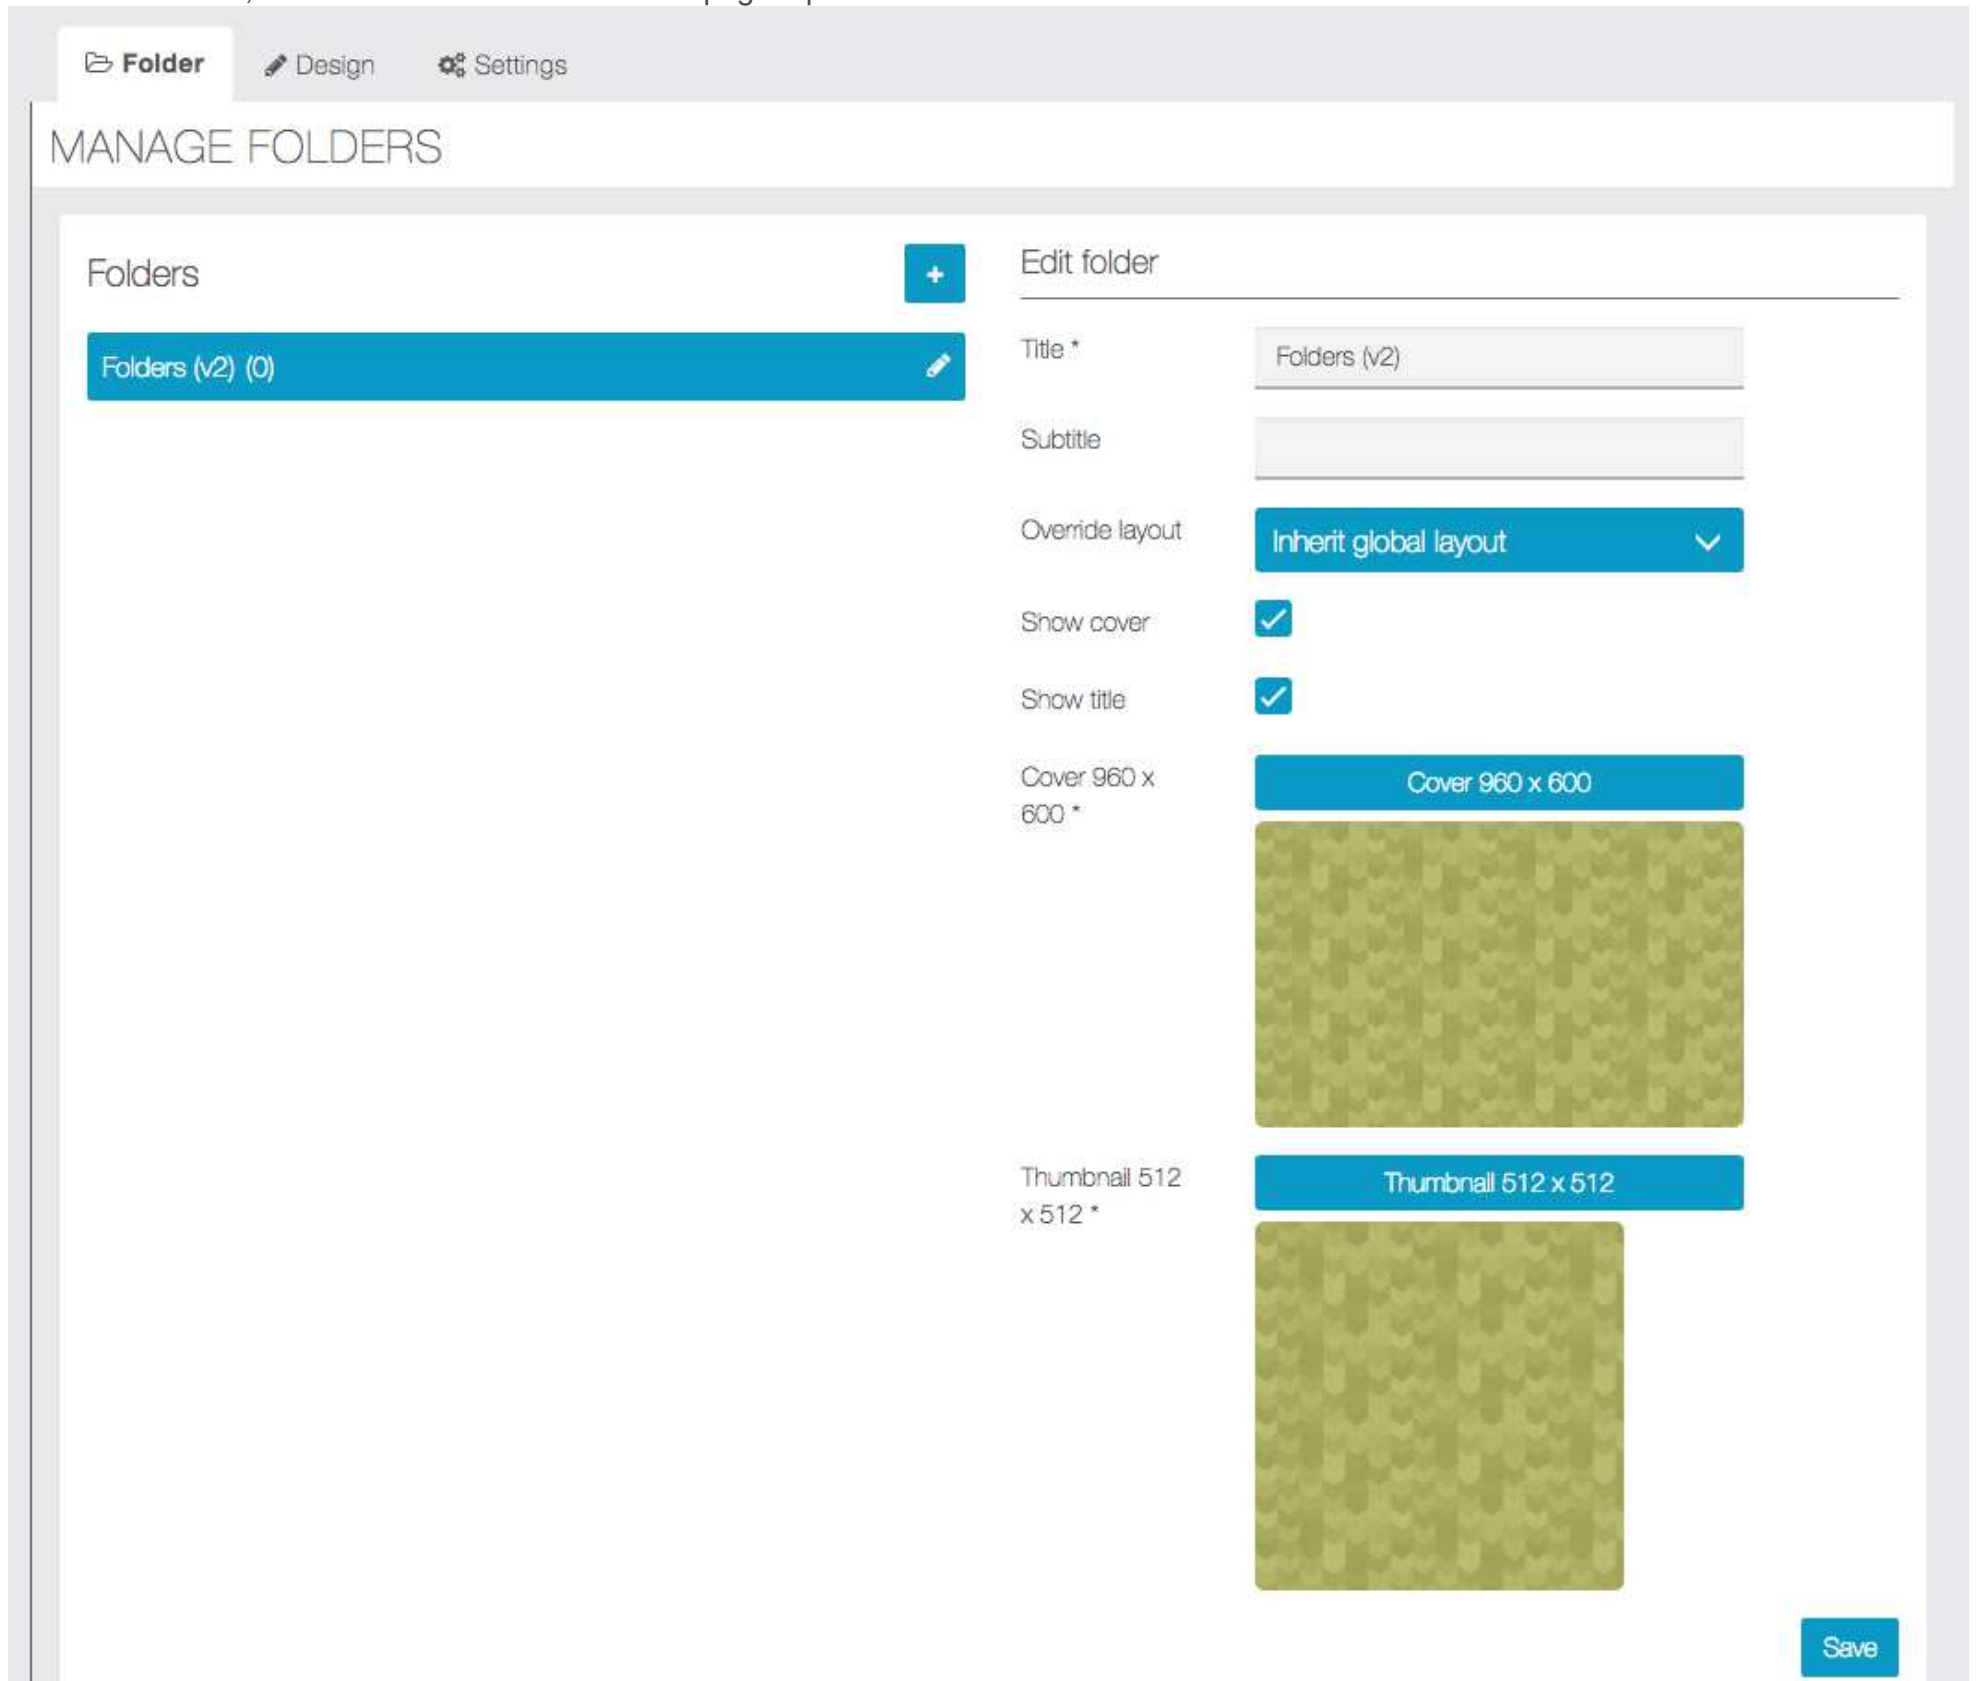 Folder Design Settings
MANAGE FOLDERS
Folders
+
Folders (v2) (0)
Edit folder
Title * Folders (v2)
Subtitle
Override layout Inherit global layout
Show cover
Show title
Cover 960 x
600 *
Cover 960 x 600
Thumbnail 512
x 512 *
Thumbnail 512 x 512
Save